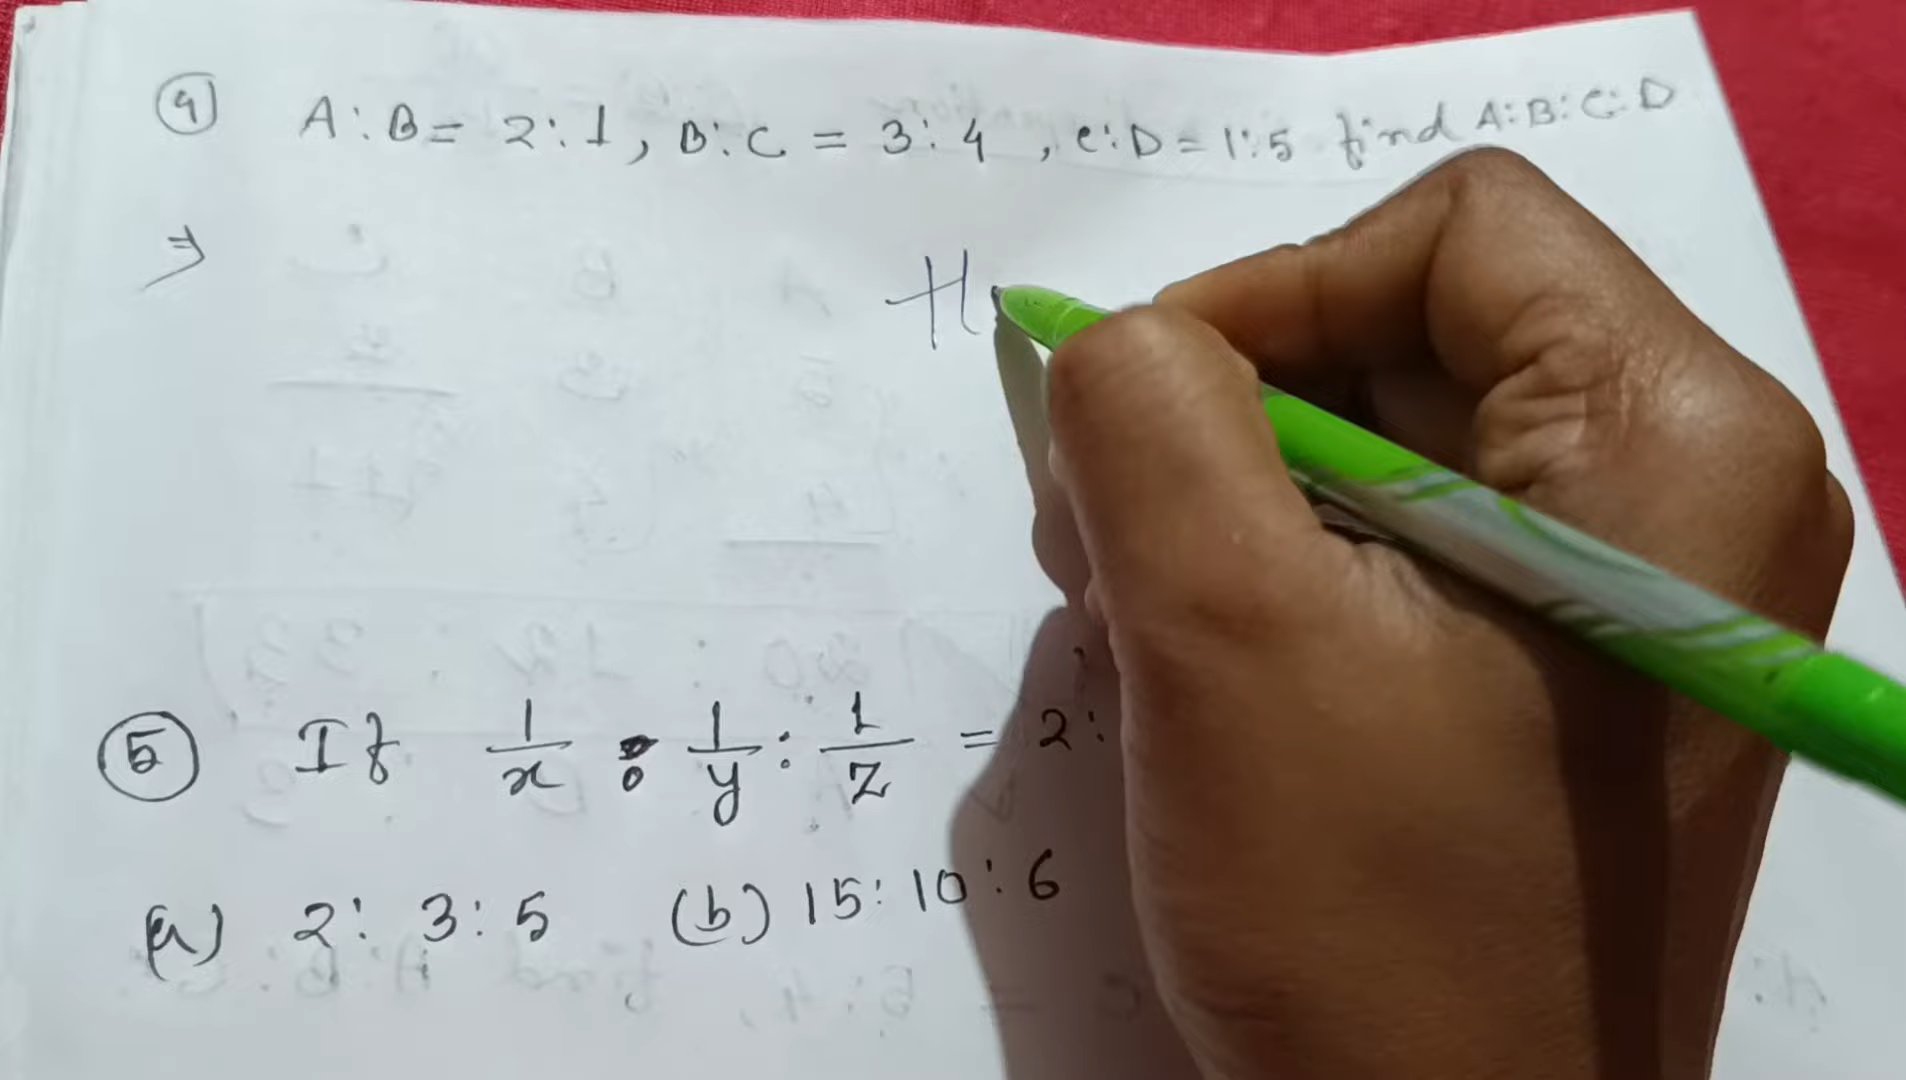 ④ A:B = 2:1, B:C = 3:4, C:D = 1:5 find A:B:C:D
⇒ H
⑤ If 1/x : 1/y : 1/z = 2:
(a) 2:3:5 (b) 15:10:6